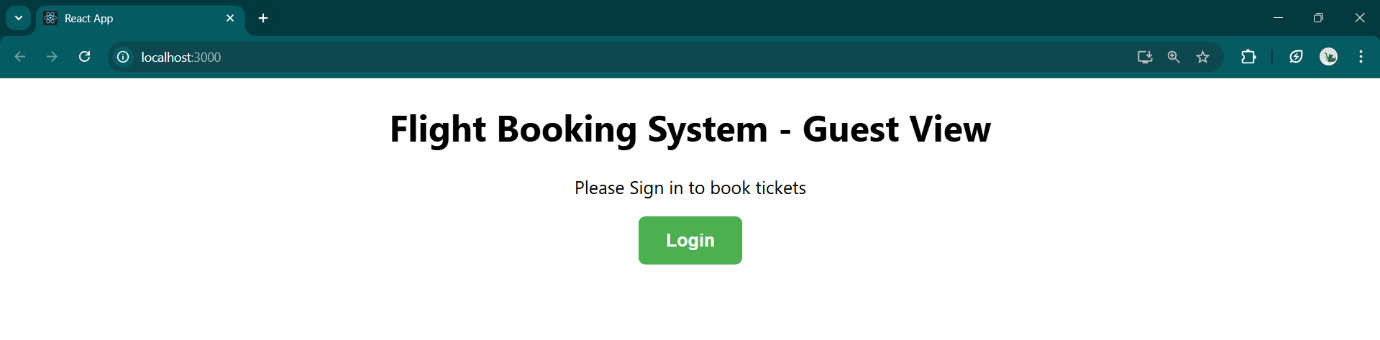 React App
localhost:3000
Flight Booking System - Guest View
Please Sign in to book tickets
Login